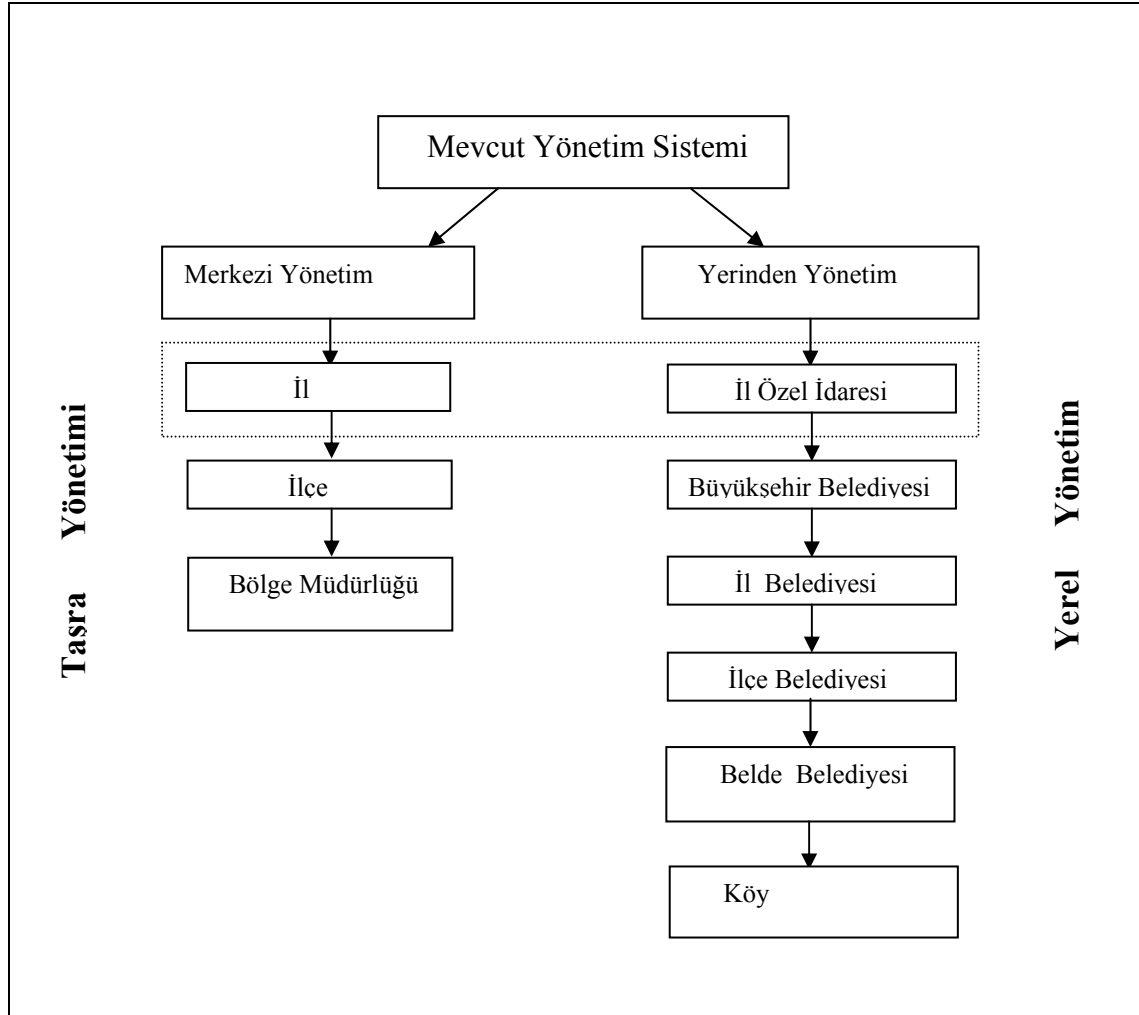 Mevcut Yönetim Sistemi
Merkezi Yönetim
Yerinden Yönetim
İl
İl Özel İdaresi
İlçe
Büyükşehir Belediyesi
Bölge Müdürlüğü
İl Belediyesi
İlçe Belediyesi
Belde Belediyesi
Köy
Taşra Yönetimi
Yerel Yönetim